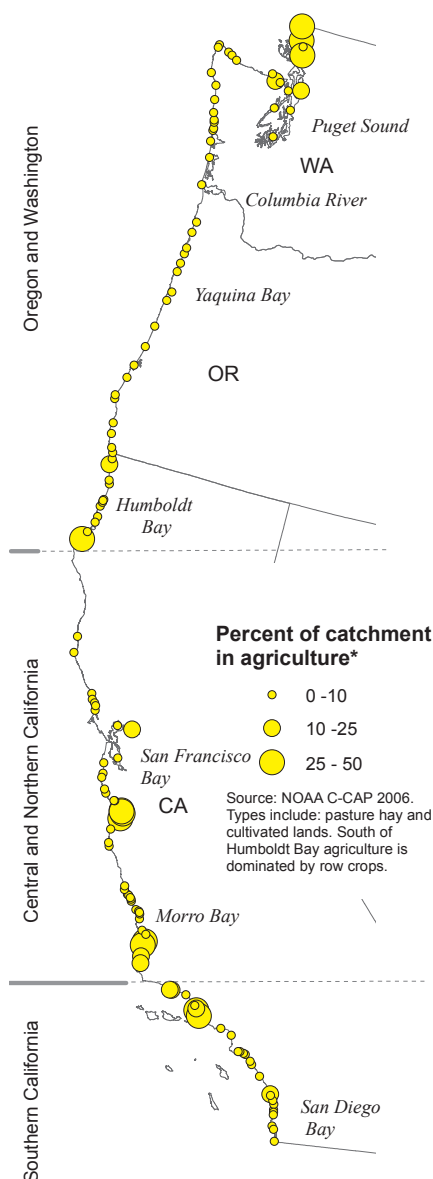 Puget Sound
WA
Columbia River
Oregon and Washington
Yaquina Bay
OR
Humboldt
Bay
Percent of catchment
in agriculture*
0 -10
10 -25
25 - 50
Source: NOAA C-CAP 2006.
Types include: pasture hay and
cultivated lands. South of
Humboldt Bay agriculture is
dominated by row crops.
Central and Northern California
San Francisco
Bay
CA
Morro Bay
Southern California
San Diego
Bay